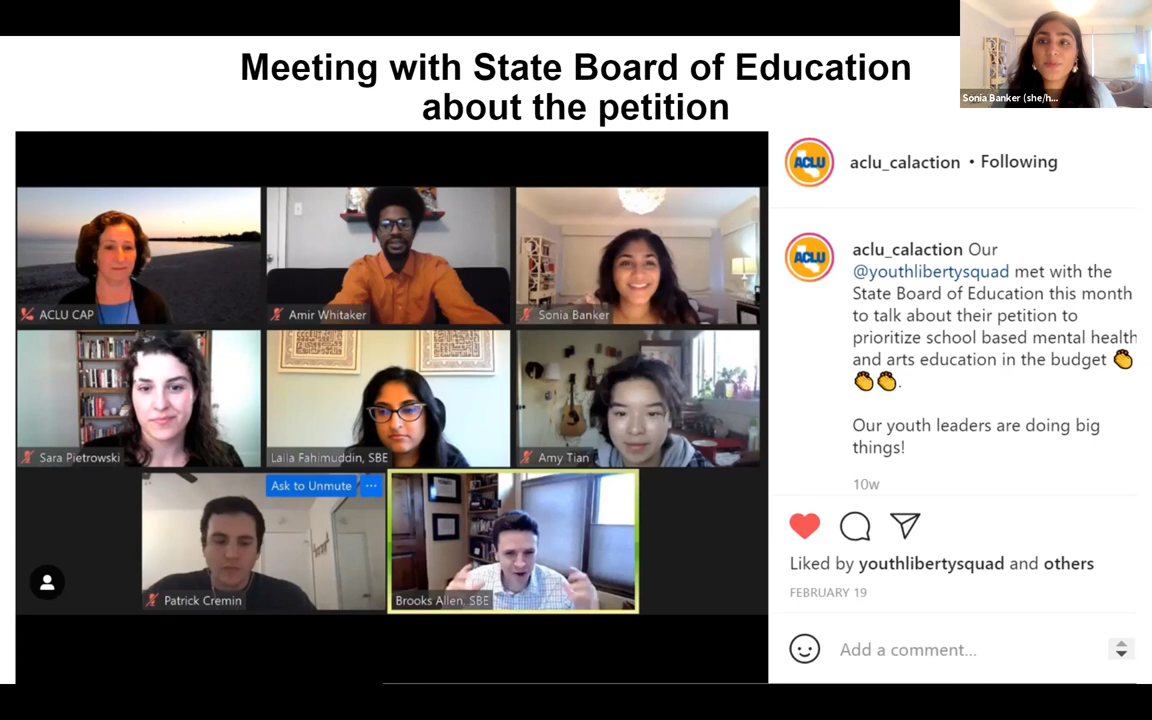 Meeting with State Board of Education
about the petition
Sonia Banker (she/h...
ACLU CAP
Amir Whitaker
Sonia Banker
Sara Pietrowski
Laila Fahimuddin, SBE
Amy Tian
Ask to Unmute
...
Patrick Cremin
Brooks Allen, SBE
ACLU
aclu_calaction • Following
ACLU
aclu_calaction Our
@youthlibertysquad met with the
State Board of Education this month
to talk about their petition to
prioritize school based mental health
and arts education in the budget 👏
👏👏.
Our youth leaders are doing big
things!
10w
Liked by youthlibertysquad and others
FEBRUARY 19
Add a comment...